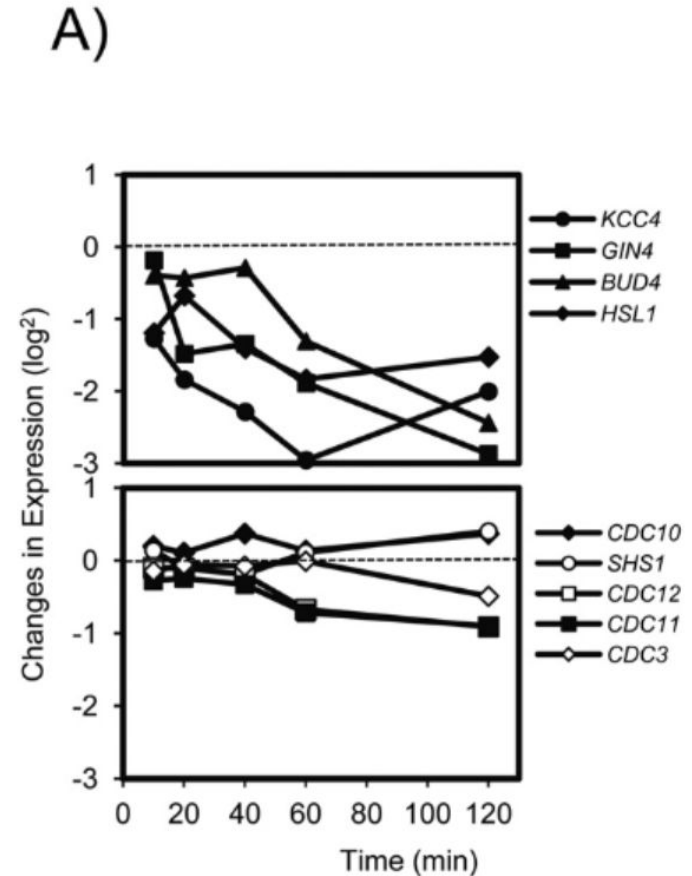 A)
1
0
-1
-2
-3
KCC4
GIN4
BUD4
HSL1
1
0
-1
-2
-3
CDC10
SHS1
CDC12
CDC11
CDC3
0 20 40 60 80 100 120
Time (min)
Changes in Expression (log²)